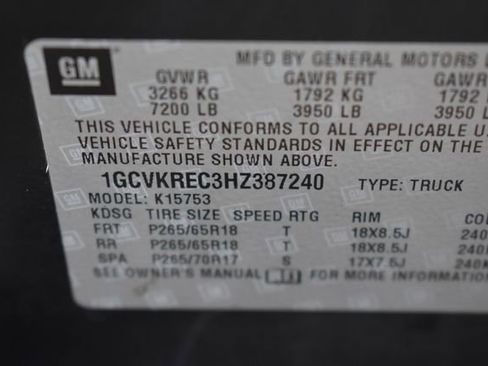 GM
MFD BY GENERAL MOTORS
GVWR GAWR FRT GAWR
3266 KG 1792 KG 1792
7200 LB 3950 LB 3950
THIS VEHICLE CONFORMS TO ALL APPLICABLE U.
VEHICLE SAFETY STANDARDS IN EFFECT ON THE
MANUFACTURE SHOWN ABOVE.
1GCVKREC3HZ387240 TYPE: TRUCK
MODEL: K15753
KDSG TIRE SIZE SPEED RTG RIM CO
FRT P265/65R18 T 18X8.5J 240
RR P265/65R18 T 18X8.5J 240
SPA P265/70R17 S 17X7.5J 240K
SEE OWNER'S MANUAL FOR MORE INFORMATION